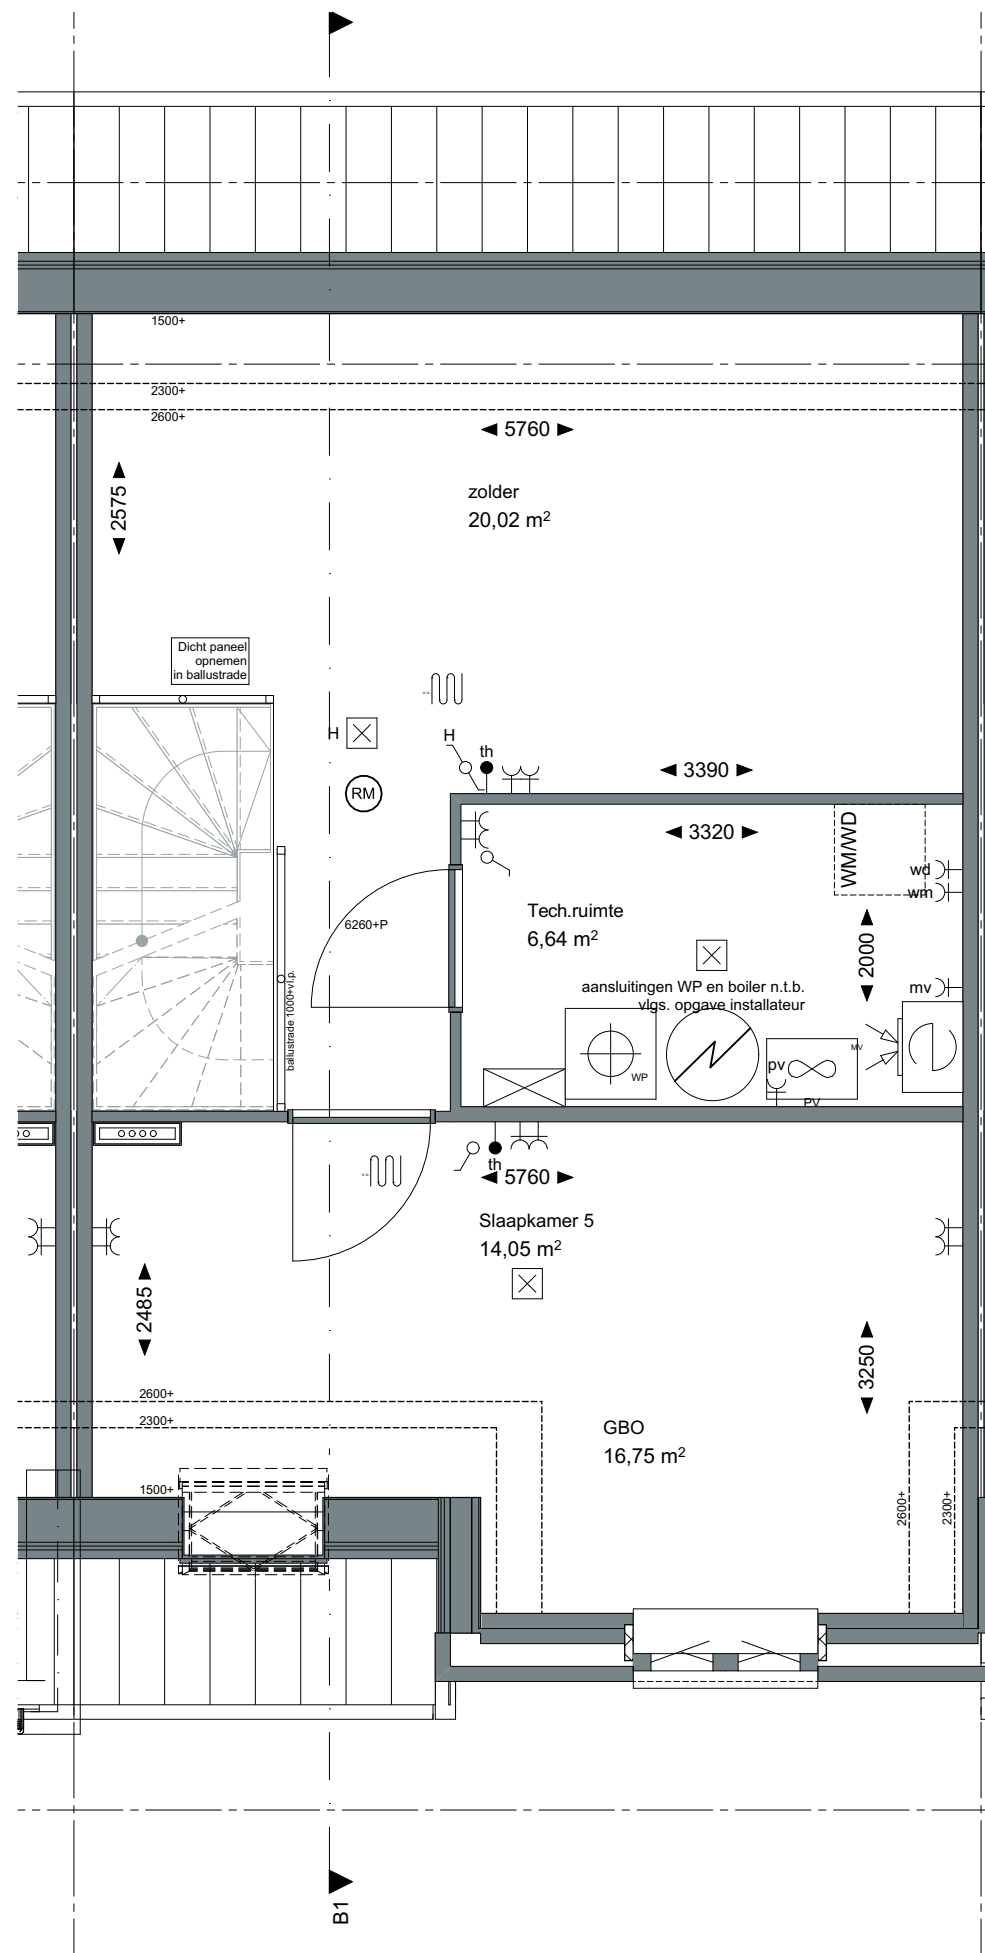 1500+
2300+
2600+
5760
2575
zolder
20,02 m²
Dicht paneel
opnemen
in ballustrade
H
H
th
RM
3390
3320
WM/WD
wd
wm
6260+P
Tech.ruimte
6,64 m²
2000
ballustrade 1000+vl.p.
aansluitingen WP en boiler n.t.b.
vlgs. opgave installateur
mv
MV
pv
WP
PV
th
5760
Slaapkamer 5
14,05 m²
2485
3250
2600+
2300+
GBO
16,75 m²
1500+
2600+
2300+
B1